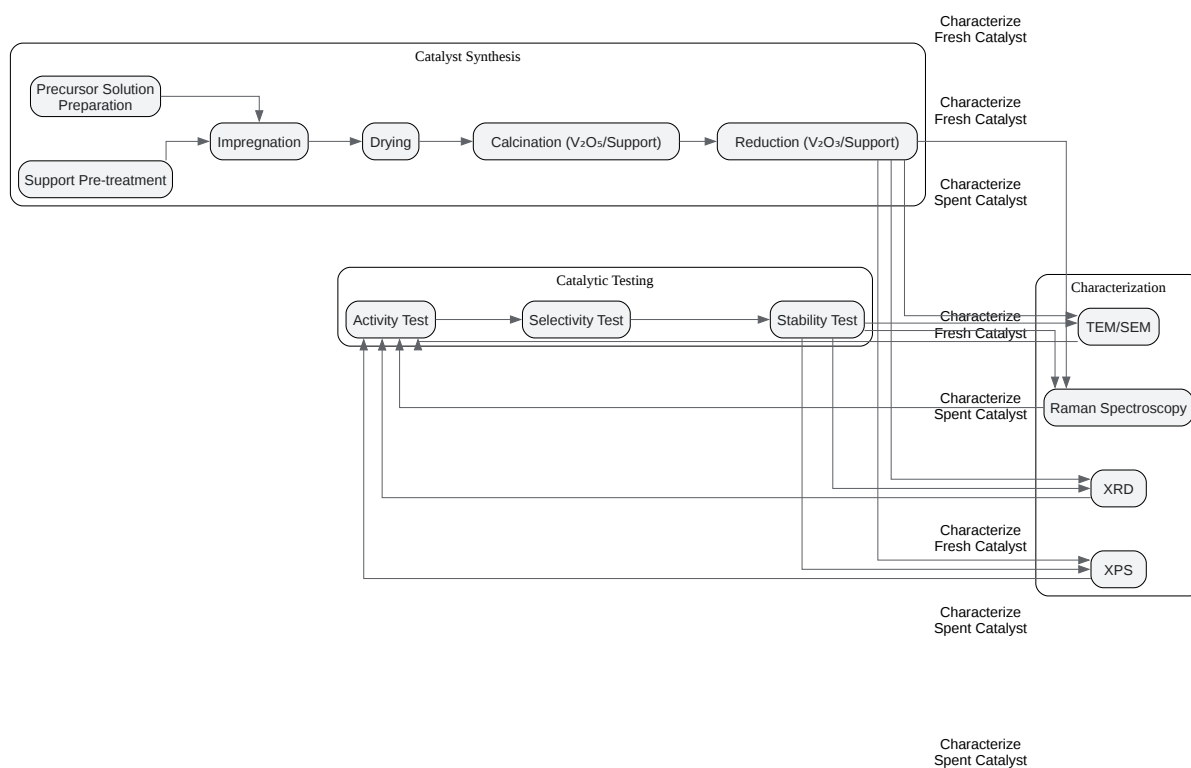 Characterize
Fresh Catalyst
Catalyst Synthesis
Precursor Solution
Preparation
Characterize
Fresh Catalyst
Impregnation
Drying
Calcination (V₂O₅/Support)
Reduction (V₂O₃/Support)
Support Pre-treatment
Characterize
Spent Catalyst
Catalytic Testing
Characterization
Activity Test
Selectivity Test
Stability Test
Characterize
Fresh Catalyst
TEM/SEM
Characterize
Spent Catalyst
Raman Spectroscopy
XRD
Characterize
Fresh Catalyst
XPS
Characterize
Spent Catalyst
Characterize
Spent Catalyst